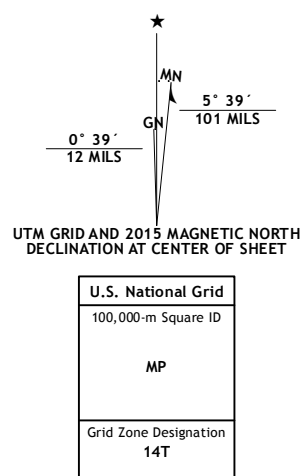 ★
MN
5° 39´
101 MILS
GN
0° 39´
12 MILS
UTM GRID AND 2015 MAGNETIC NORTH
DECLINATION AT CENTER OF SHEET
U.S. National Grid
100,000-m Square ID
MP
Grid Zone Designation
14T